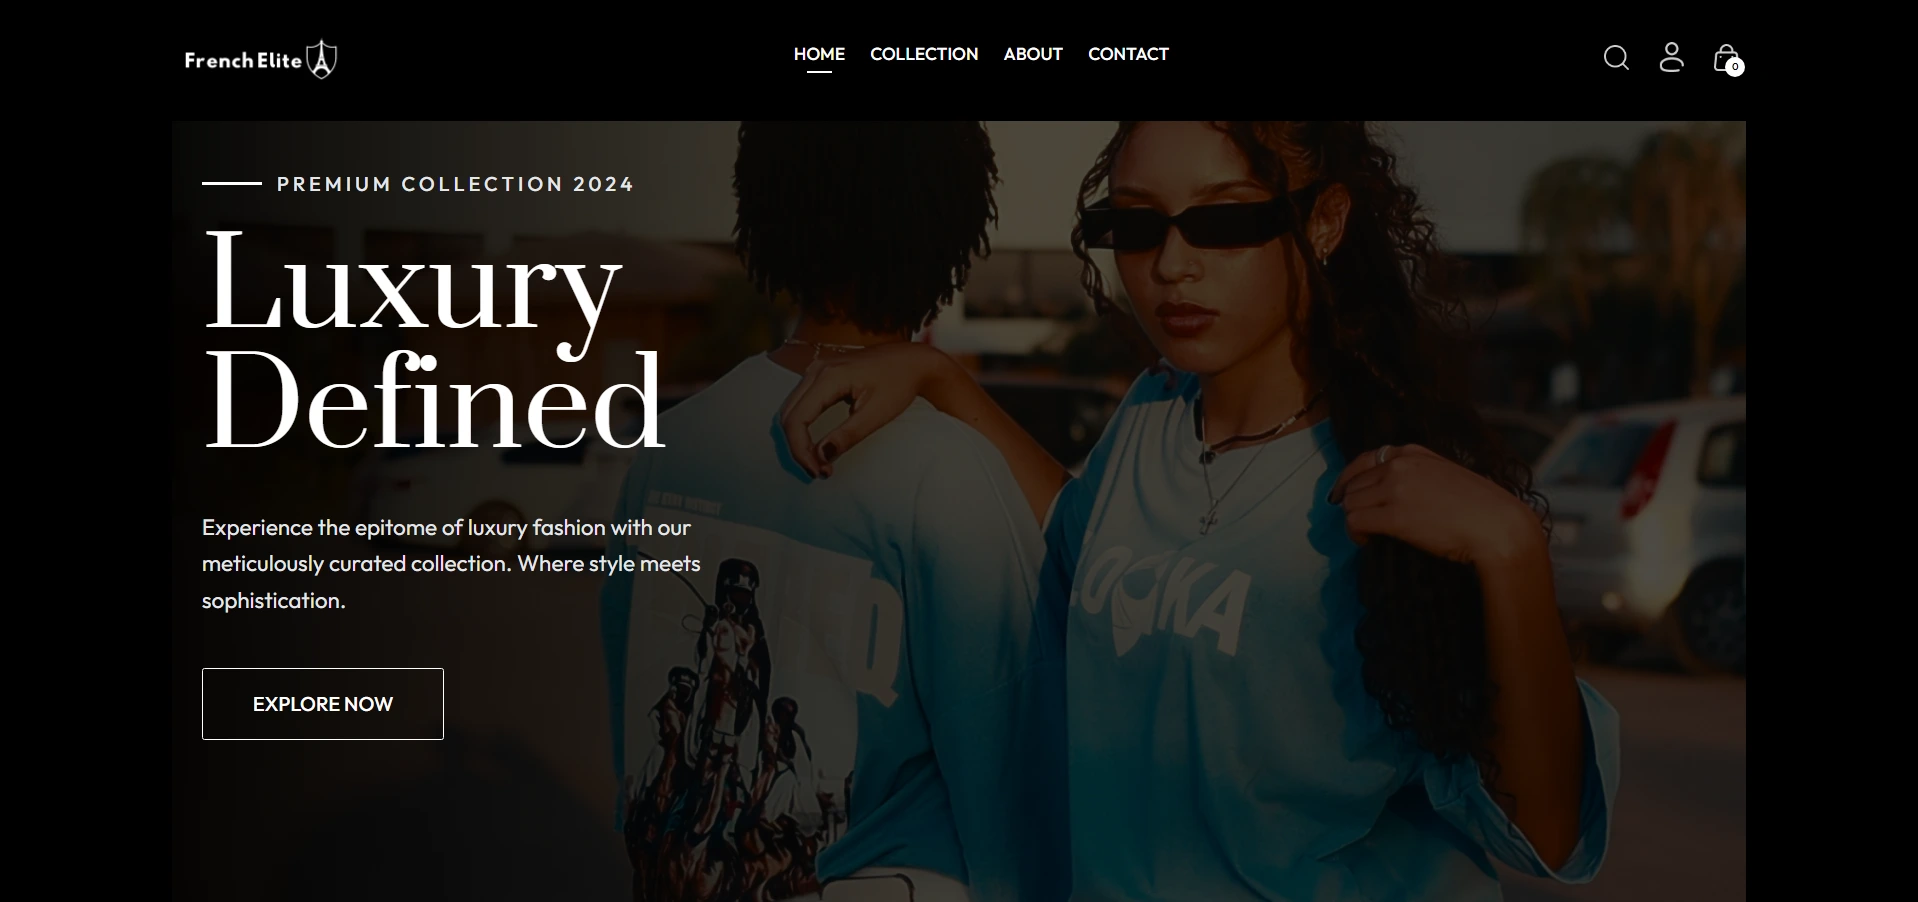 French Elite
HOME COLLECTION ABOUT CONTACT
0
PREMIUM COLLECTION 2024
Luxury
Defined
Experience the epitome of luxury fashion with our
meticulously curated collection. Where style meets
sophistication.
EXPLORE NOW
Q